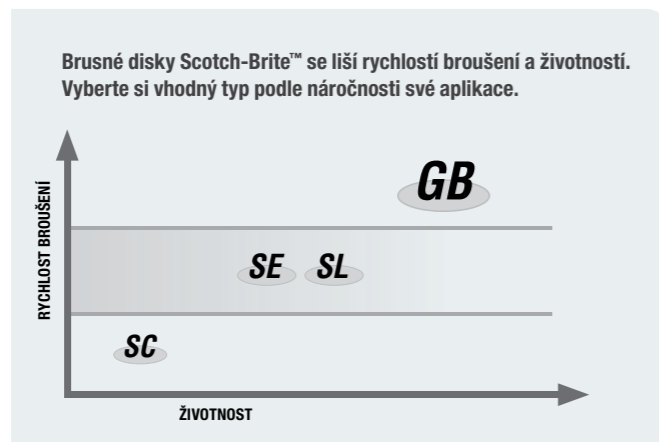 Brusné disky Scotch-Brite™ se liší rychlostí broušení a životností.
Vyberte si vhodný typ podle náročnosti své aplikace.
GB
RYCHLOST BROUŠENÍ
SE SL
SC
ŽIVOTNOST